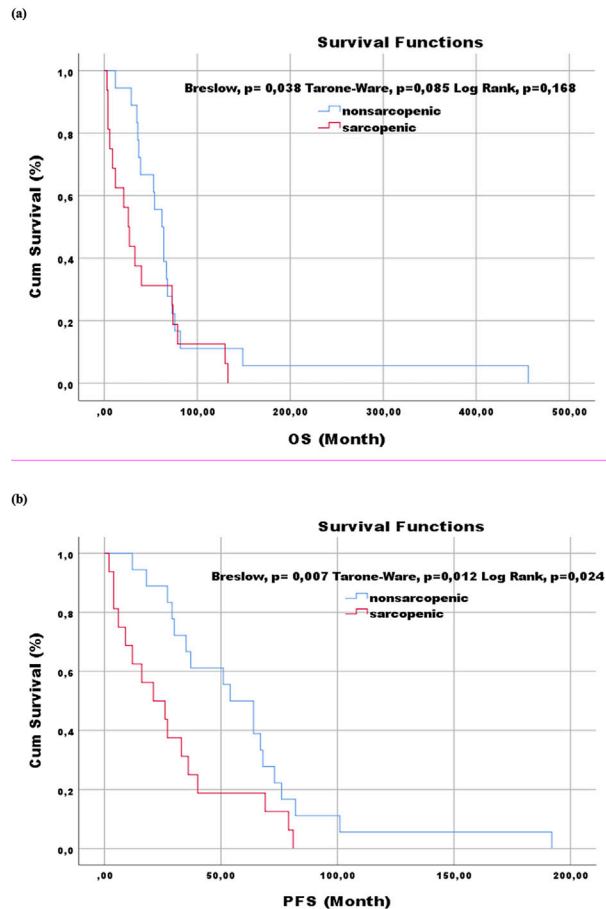 (a)
Survival Functions
Breslow, p= 0,038 Tarone-Ware, p=0,085 Log Rank, p=0,168
nonsarcopenic
sarcopenic
1,0
0,8
0,6
0,4
0,2
0,0
Cum Survival (%)
,00 100,00 200,00 300,00 400,00 500,00
OS (Month)
(b)
Survival Functions
Breslow, p= 0,007 Tarone-Ware, p=0,012 Log Rank, p=0,024
nonsarcopenic
sarcopenic
1,0
0,8
0,6
0,4
0,2
0,0
Cum Survival (%)
,00 50,00 100,00 150,00 200,00
PFS (Month)